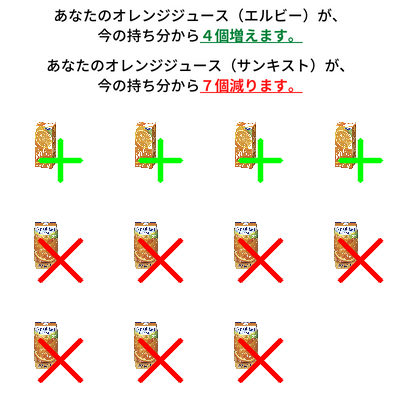 あなたのオレンジジュース（エルビー）が、
今の持ち分から４個増えます。
あなたのオレンジジュース（サンキスト）が、
今の持ち分から７個減ります。